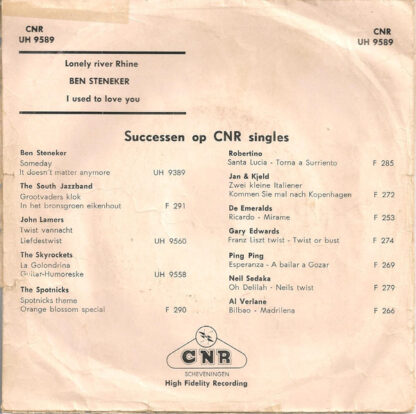 CNR
UH 9589
CNR
UH 9589
Lonely river Rhine
BEN STENEKER
I used to love you
Successen op CNR singles
Ben Steneker
Someday
It doesn't matter anymore UH 9389
The South Jazzband
Grootvaders klok
In het bronsgroen eikenhout F 291
John Lamers
Twist vannacht
Liefdestwist UH 9560
The Skyrockets
La Golondrina
Guitar-Humoreske UH 9558
The Spotnicks
Spotnicks theme
Orange blossom special F 290
Robertino
Santa Lucia - Torna a Surriento F 285
Jan & Kjeld
Zwei kleine Italiener
Kommen Sie mal nach Kopenhagen F 272
De Emeralds
Ricardo - Mirame F 253
Gary Edwards
Franz Liszt twist - Twist or bust F 274
Ping Ping
Esperanza - A bailar a Gozar F 269
Neil Sedaka
Oh Delilah - Neils twist F 279
Al Verlane
Bilbao - Madrilena F 266
CNR
SCHEVENINGEN
High Fidelity Recording